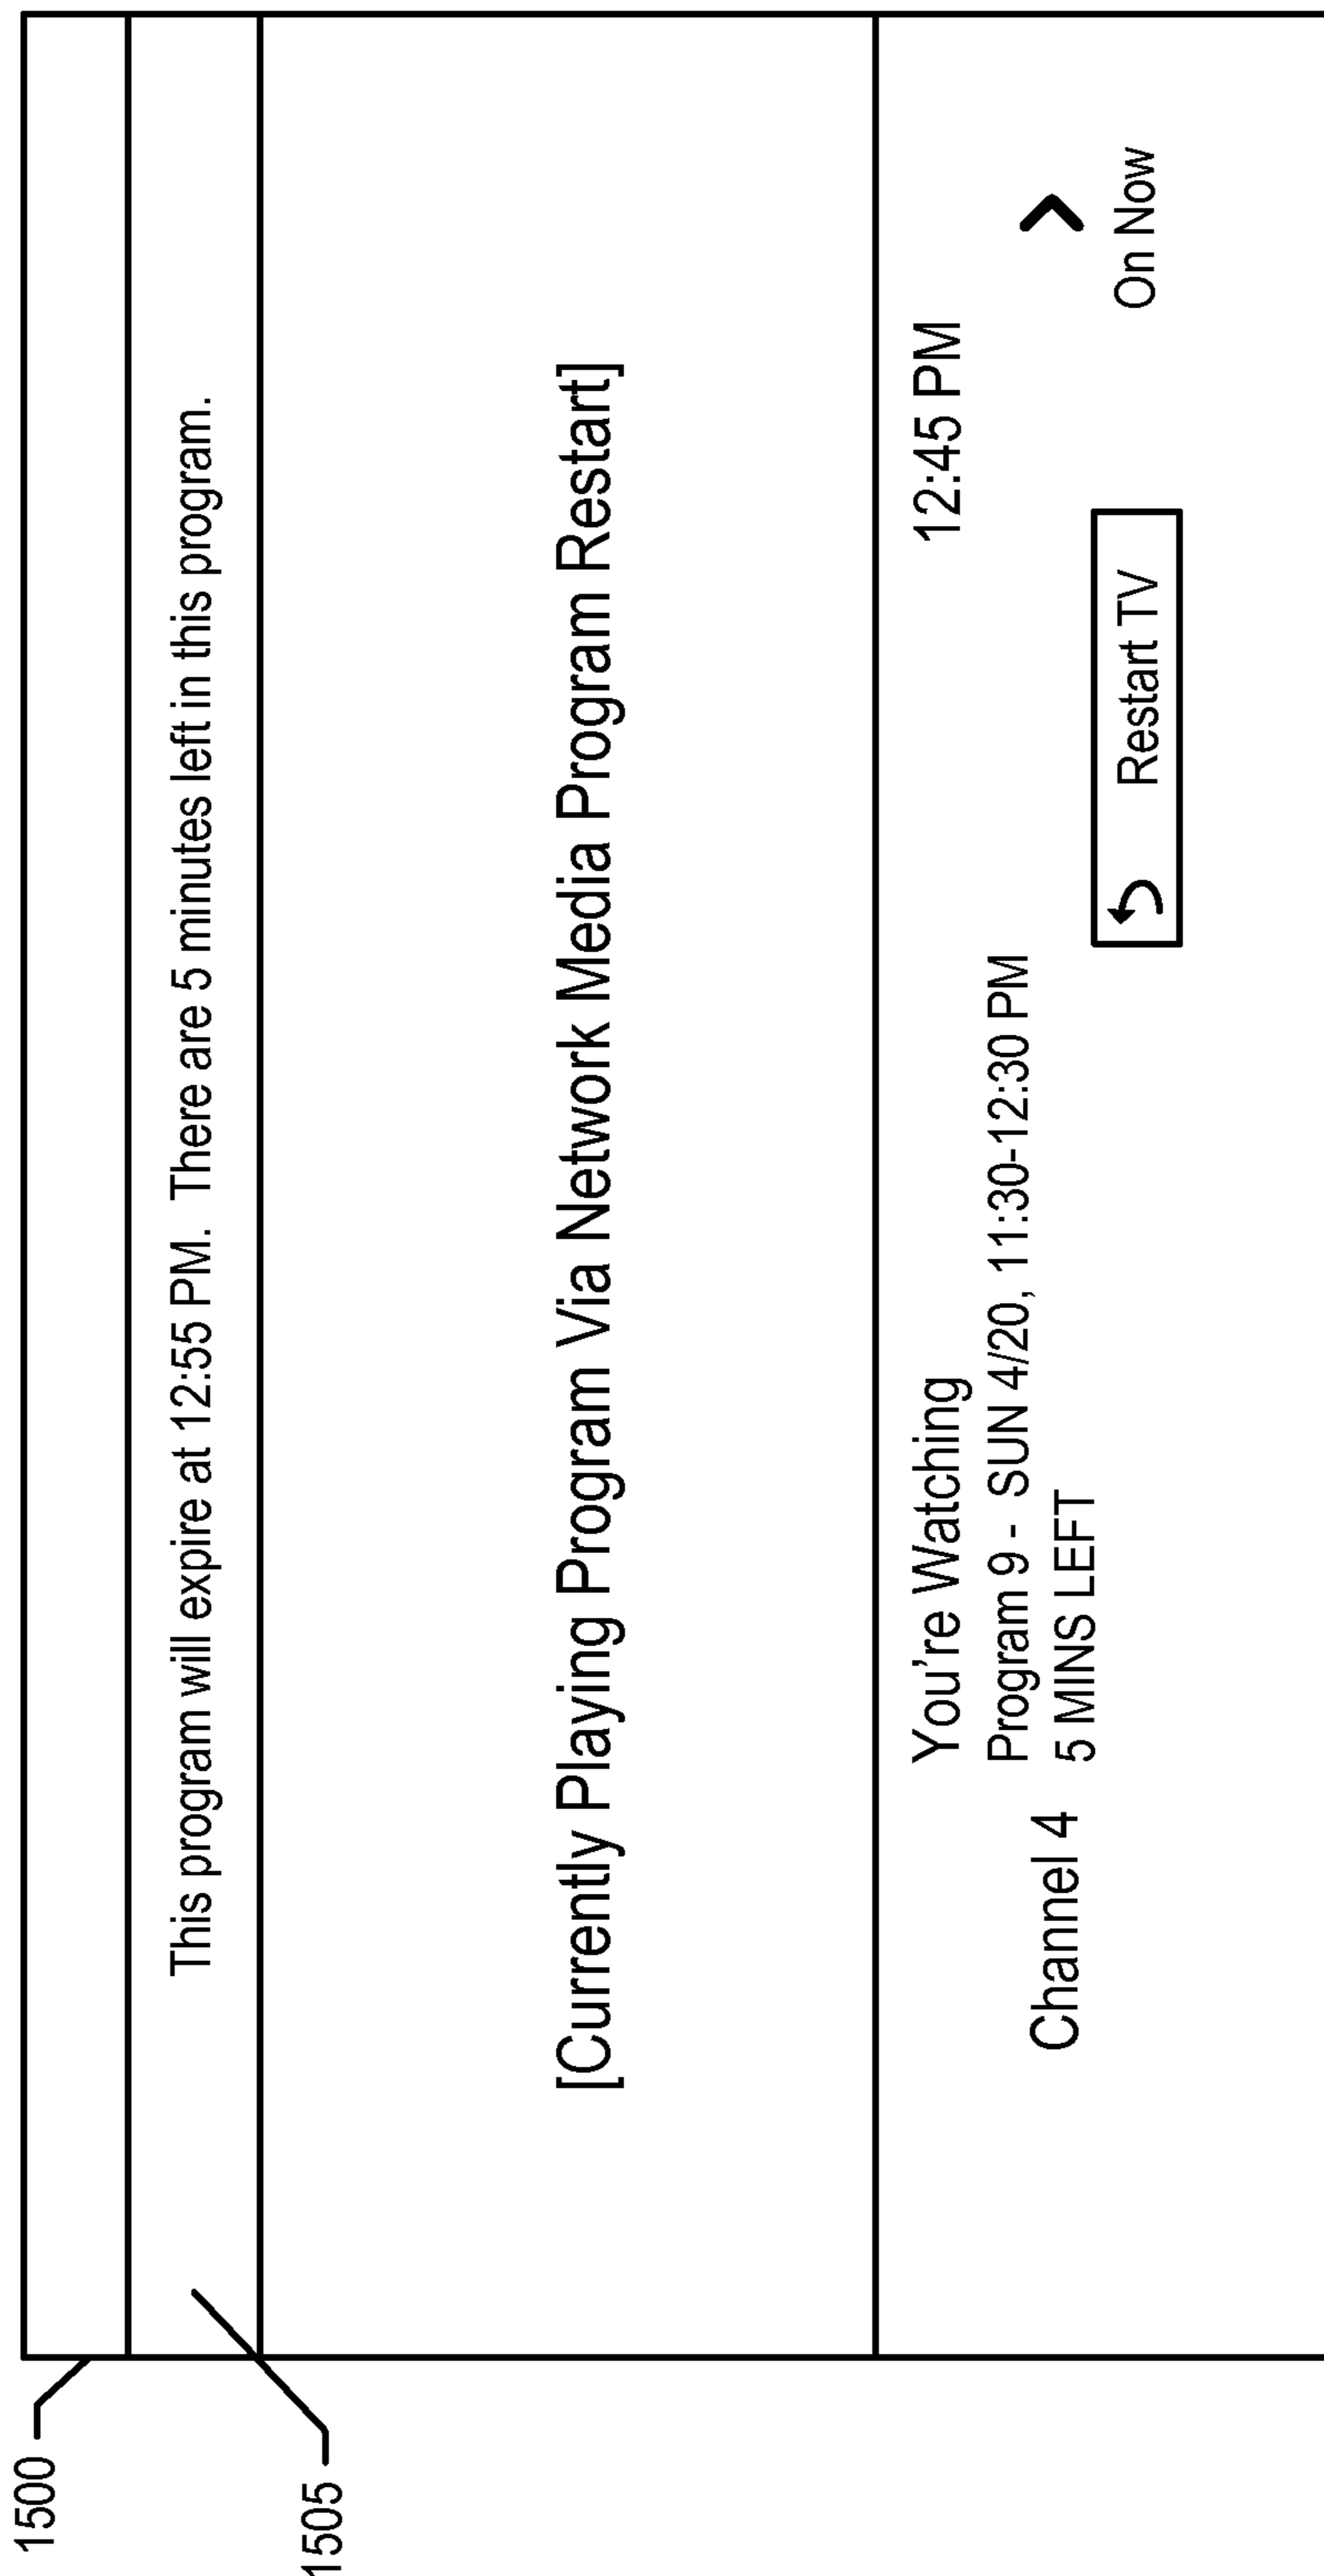 1500
1505
This program will expire at 12:55 PM.  There are 5 minutes left in this program.
[Currently Playing Program Via Network Media Program Restart]
You're Watching
12:45 PM
Channel 4
Program 9 -  SUN 4/20, 11:30-12:30 PM
5 MINS LEFT
Restart TV
On Now